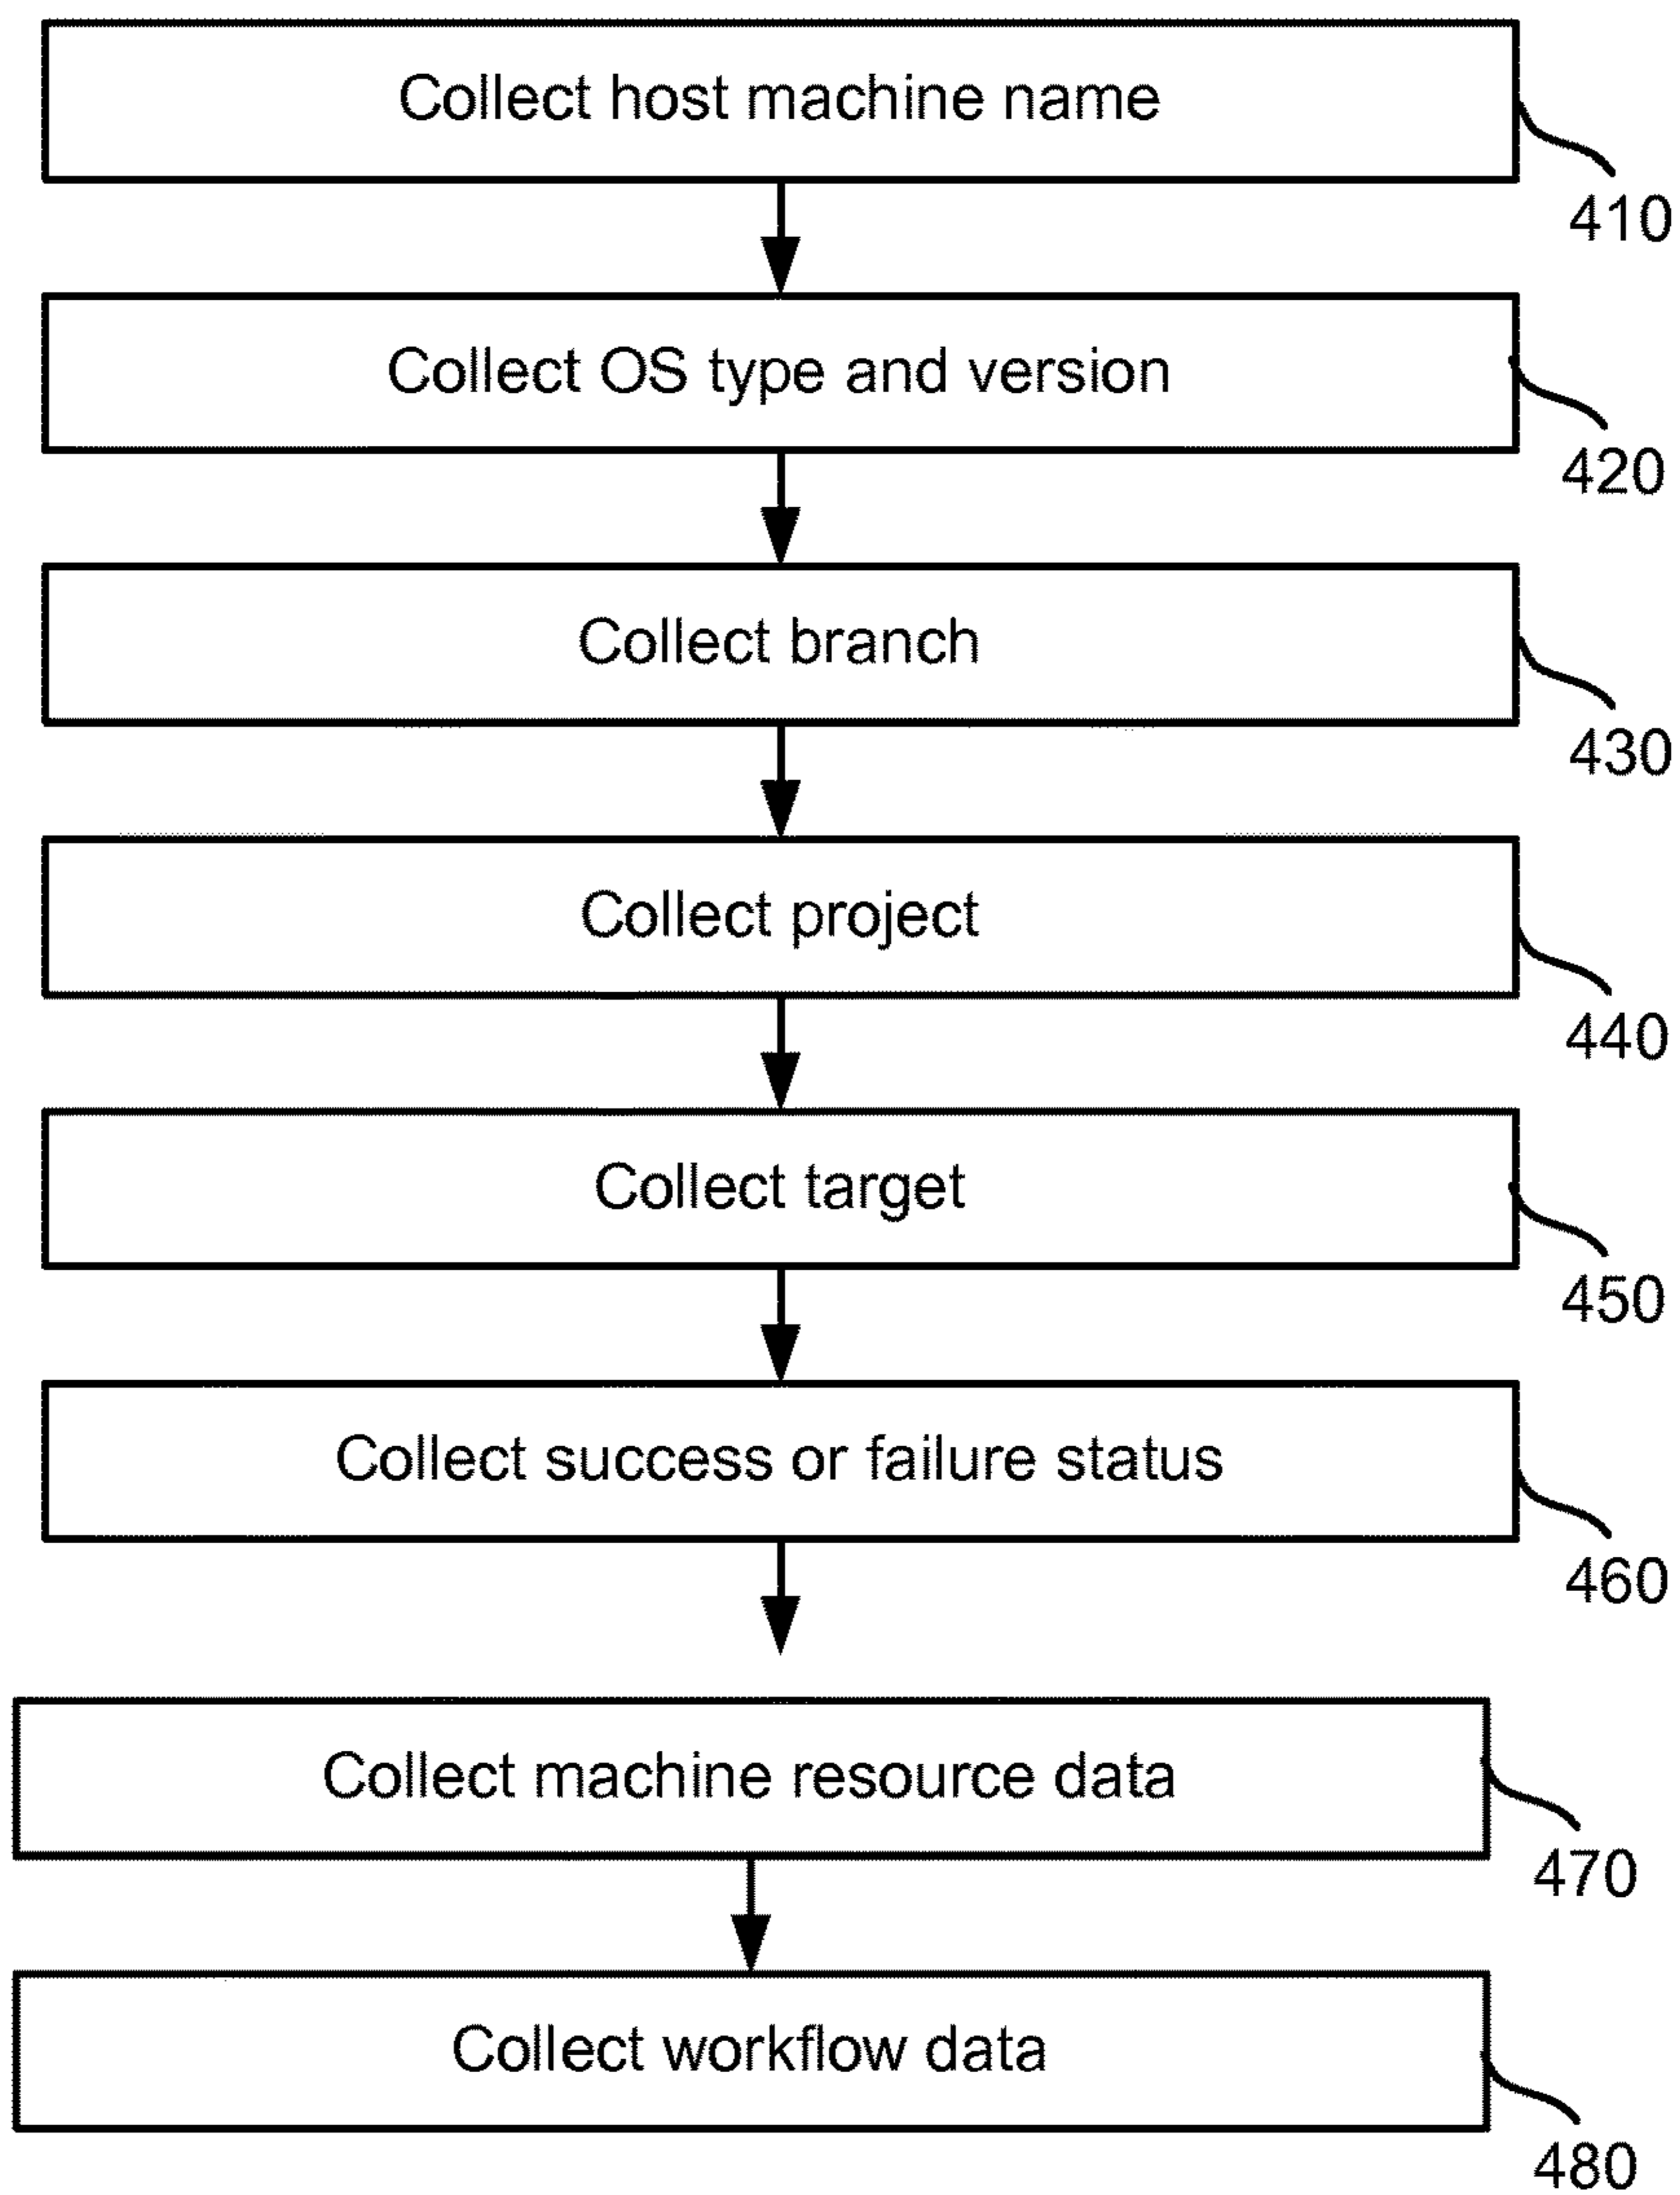 Collect host machine name
410
Collect OS type and version
420
Collect branch
430
Collect project
440
Collect target
450
Collect success or failure status
460
Collect machine resource data
470
Collect workflow data
480